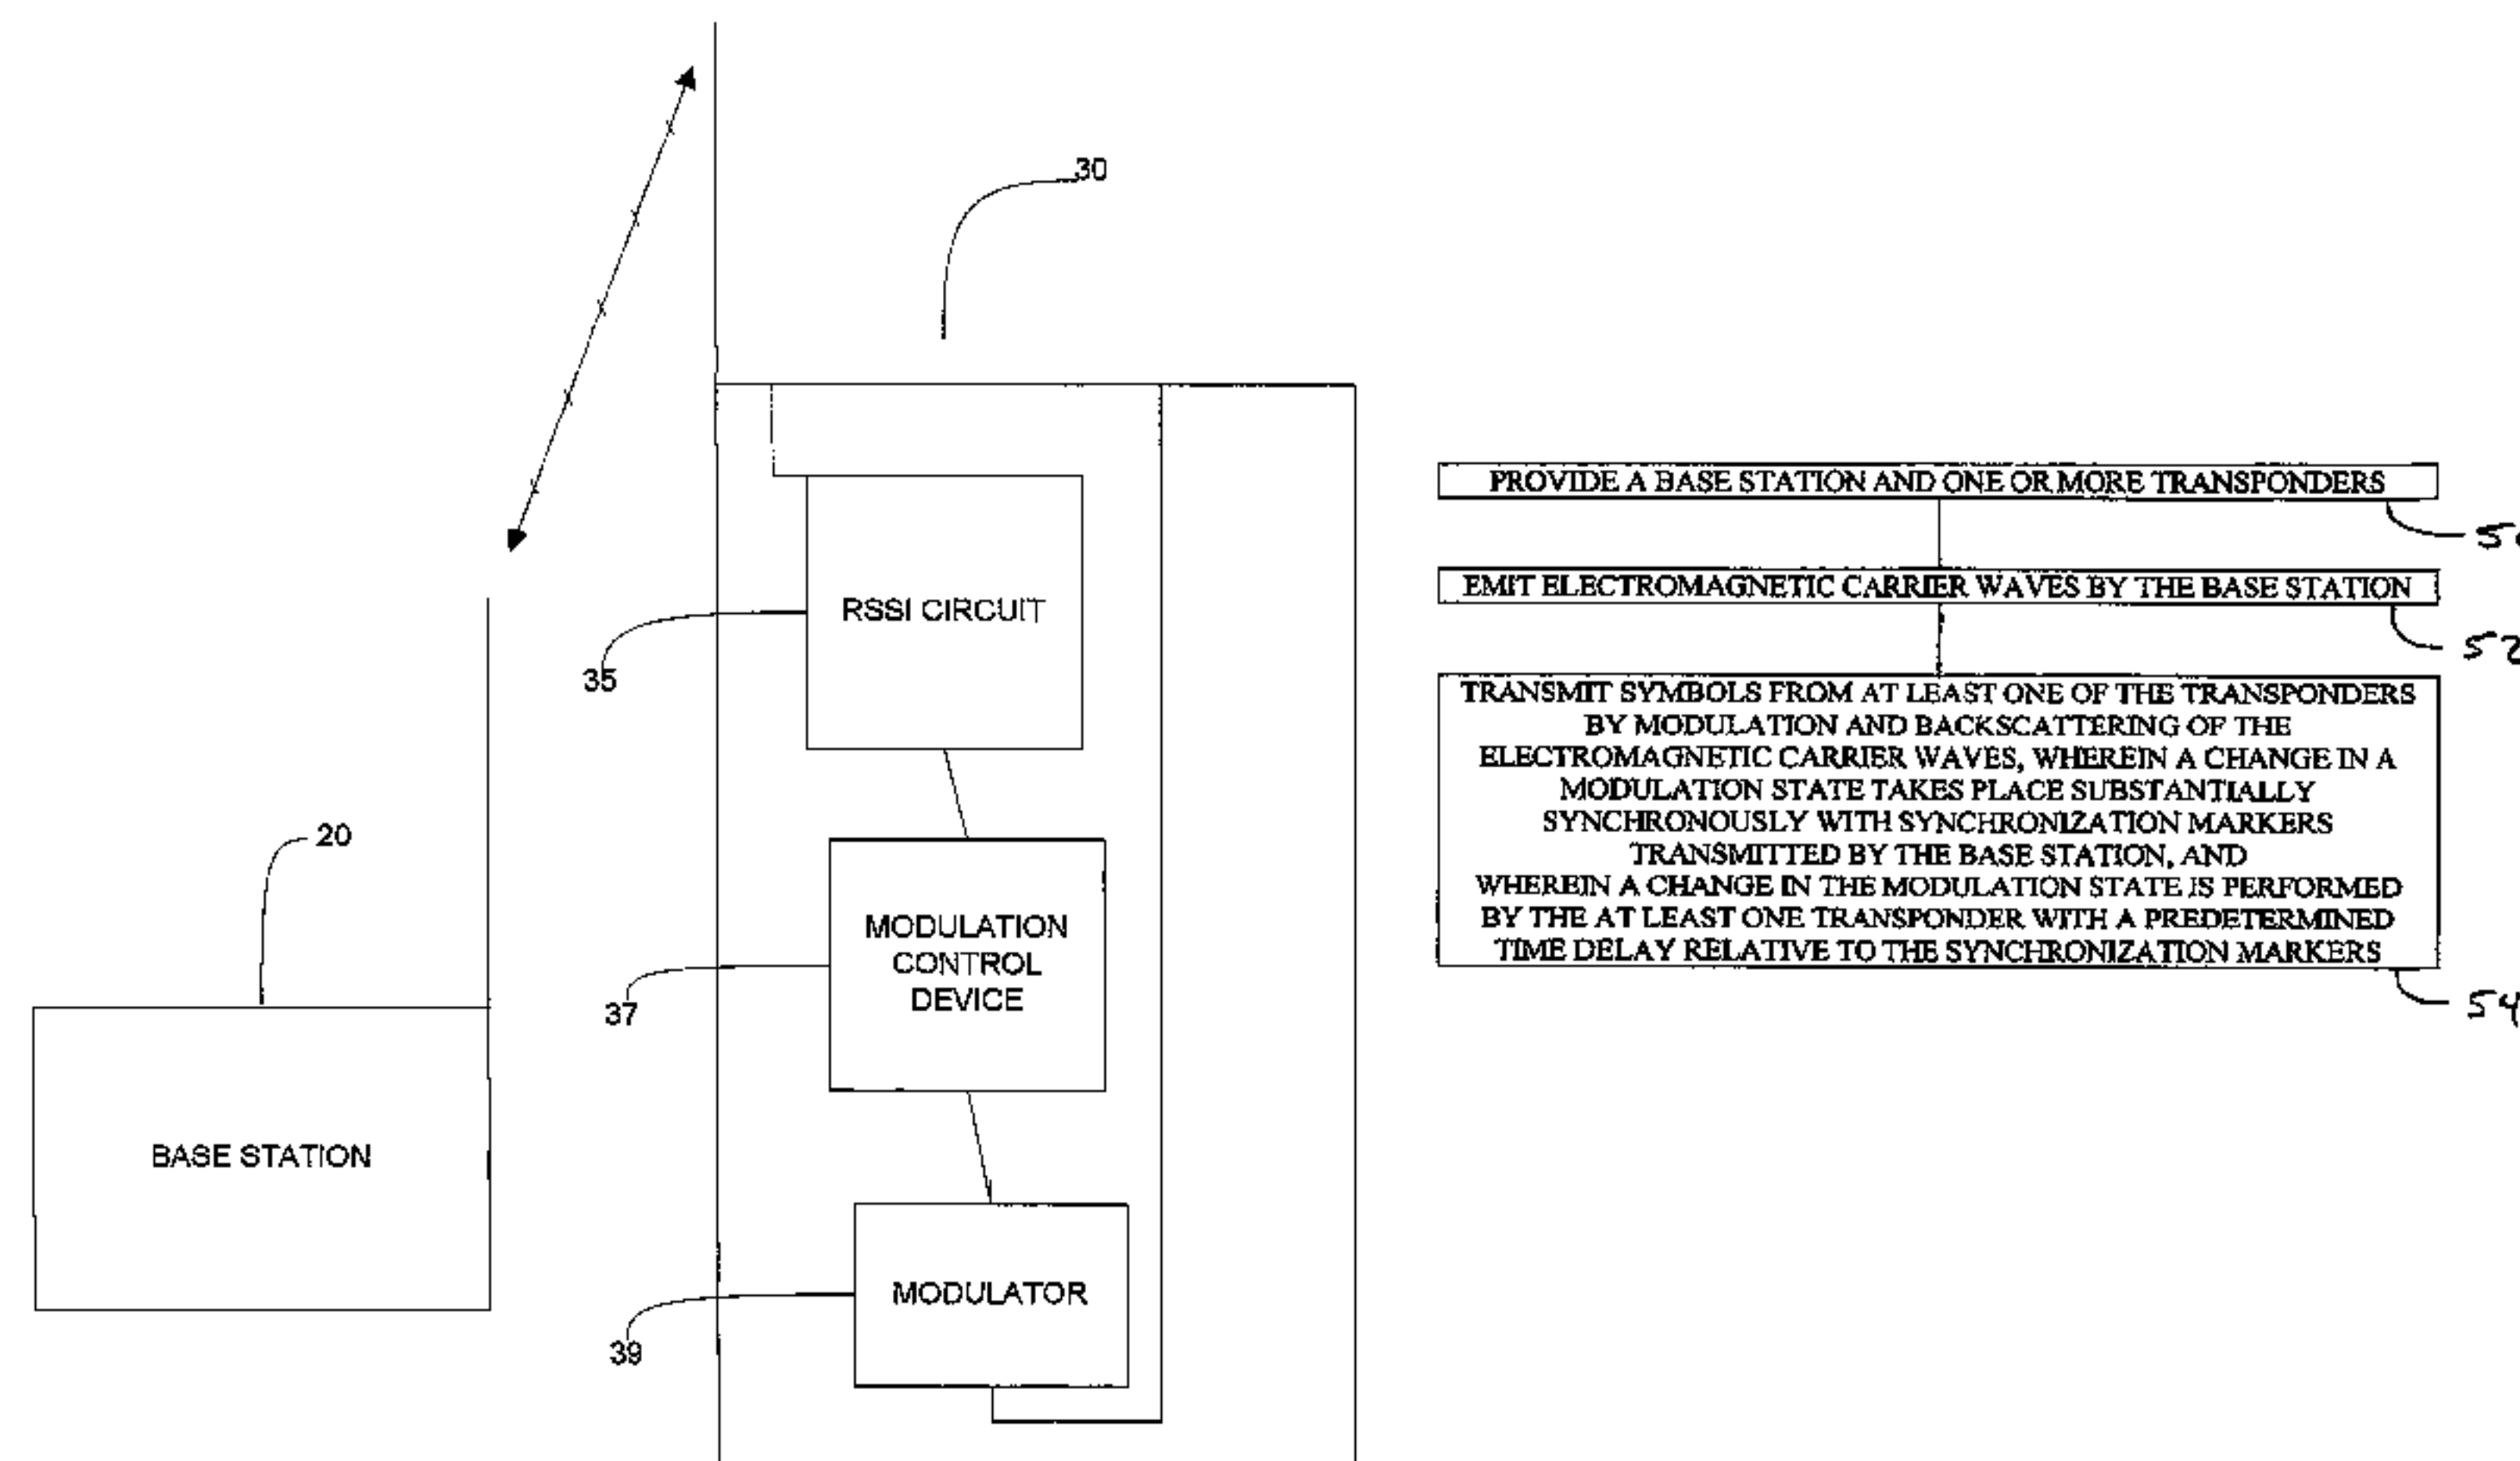 30
RSSI CIRCUIT
35
20
MODULATION
CONTROL
DEVICE
37
BASE STATION
MODULATOR
39
PROVIDE A BASE STATION AND ONE OR MORE TRANSPONDERS
EMIT ELECTROMAGNETIC CARRIER WAVES BY THE BASE STATION
52
TRANSMIT SYMBOLS FROM AT LEAST ONE OF THE TRANSPONDERS
BY MODULATION AND BACKSCATTERING OF THE
ELECTROMAGNETIC CARRIER WAVES, WHEREIN A CHANGE IN A
MODULATION STATE TAKES PLACE SUBSTANTIALLY
SYNCHRONOUSLY WITH SYNCHRONIZATION MARKERS
TRANSMITTED BY THE BASE STATION, AND
WHEREIN A CHANGE IN THE MODULATION STATE IS PERFORMED
BY THE AT LEAST ONE TRANSPONDER WITH A PREDETERMINED
TIME DELAY RELATIVE TO THE SYNCHRONIZATION MARKERS
54